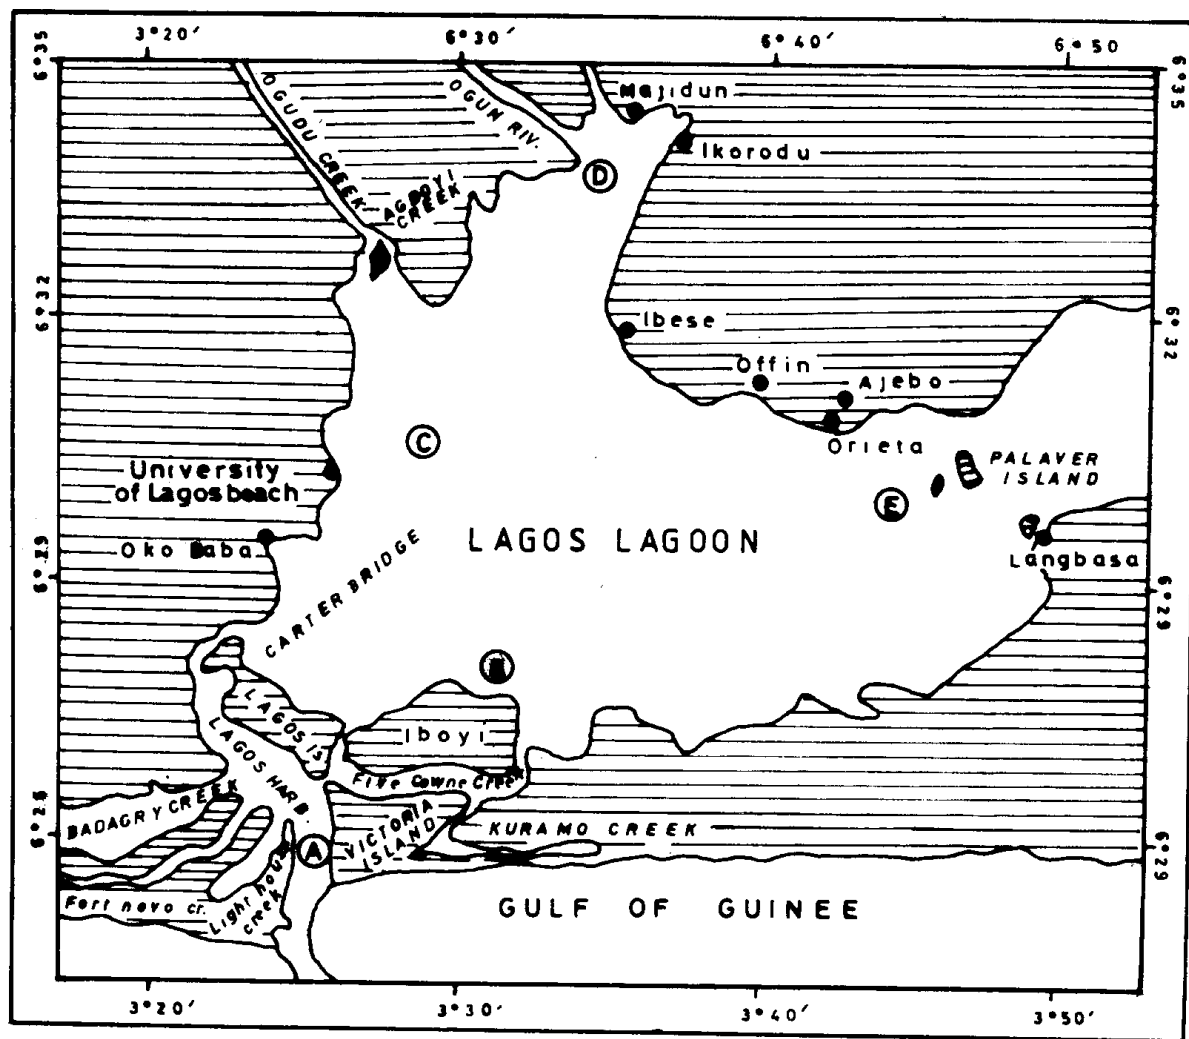 3°20'
6°30'
6°40'
6°50
6°35
6°35
Majidun
OGUDU CREEK
OGUN RIV.
Ikorodu
AGBOYI
CREEK
6°32
6°32
Ibese
Offin
Ajebo
Orieta
D
C
E
PALAVER
ISLAND
University
of Lagos beach
LAGOS LAGOON
Oko Baba
Langbasa
6°29
6°29
CARTER BRIDGE
LAGOS IS.
Iboyi
LAGOS HARB.
Five Cowne Creek
BADAGRY CREEK
VICTORIA
ISLAND
KURAMO CREEK
A
6°26
6°29
Light house
creek
Fort novo cr.
GULF OF GUINEE
3°20'
3°30'
3°40'
3°50'